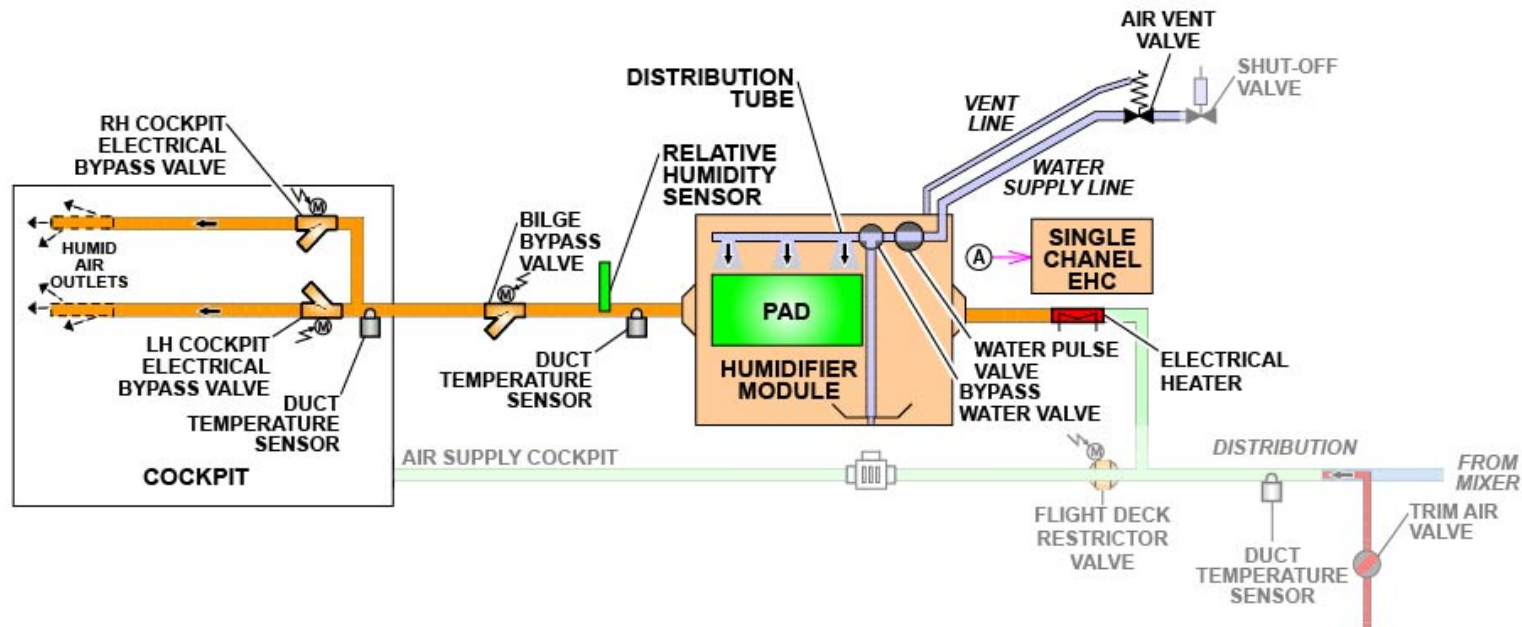 AIR VENT
VALVE
SHUT-OFF
VALVE
DISTRIBUTION
TUBE
VENT
LINE
RH COCKPIT
ELECTRICAL
BYPASS VALVE
M
RELATIVE
HUMIDITY
SENSOR
WATER
SUPPLY LINE
BILGE
BYPASS
VALVE
M
HUMID
AIR
OUTLETS
A
SINGLE
CHANEL
EHC
PAD
M
LH COCKPIT
ELECTRICAL
BYPASS VALVE
DUCT
TEMPERATURE
SENSOR
DUCT
TEMPERATURE
SENSOR
HUMIDIFIER
MODULE
WATER PULSE
VALVE
BYPASS
WATER VALVE
ELECTRICAL
HEATER
COCKPIT
AIR SUPPLY COCKPIT
M
DISTRIBUTION
FROM
MIXER
FLIGHT DECK
RESTRICTOR
VALVE
DUCT
TEMPERATURE
SENSOR
TRIM AIR
VALVE